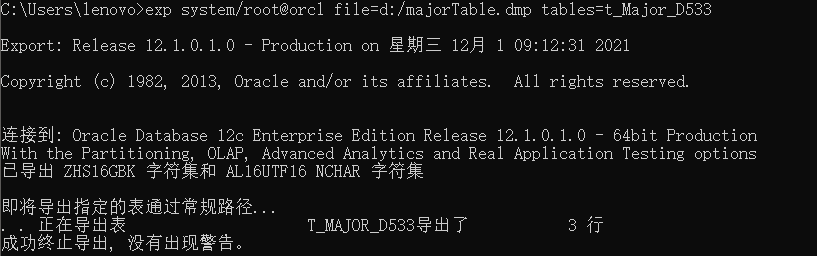 C:\Users\lenovo>exp system/root@orcl file=d:/majorTable.dmp tables=t_Major_D533
Export: Release 12.1.0.1.0 - Production on 星期三 12月 1 09:12:31 2021
Copyright (c) 1982, 2013, Oracle and/or its affiliates.  All rights reserved.
连接到: Oracle Database 12c Enterprise Edition Release 12.1.0.1.0 - 64bit Production
With the Partitioning, OLAP, Advanced Analytics and Real Application Testing options
已导出 ZHS16GBK 字符集和 AL16UTF16 NCHAR 字符集
即将导出指定的表通过常规路径...
. . 正在导出表                    T_MAJOR_D533导出了           3 行
成功终止导出, 没有出现警告。